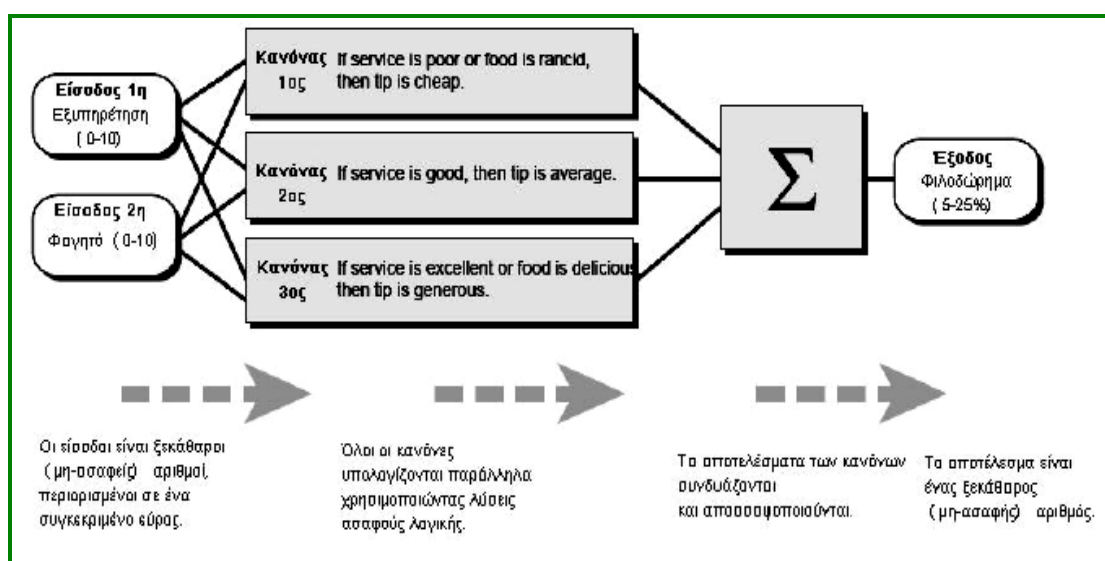 Είσοδος 1η
Εξυπηρέτηση
( 0-10)
Είσοδος 2η
Φαγητό ( 0-10)
Κανόνας
1ος
If service is poor or food is rancid,
then tip is cheap.
Κανόνας
2ος
If service is good, then tip is average.
Κανόνας
3ος
If service is excellent or food is delicious
then tip is generous.
Σ
Έξοδος
Φιλοδώρημα
( 5-25%)
Οι είσοδοι είναι ξεκάθαροι
( μη-ασαφείς) αριθμοί,
περιορισμένοι σε ένα
συγκεκριμένο εύρος.
Όλοι οι κανόνες
υπολογίζονται παράλληλα
χρησιμοποιώντας λύσεις
ασαφούς λογικής.
Τα αποτελέσματα των κανόνων
συνδυάζονται
και αποασαφοποιούνται.
Το αποτέλεσμα είναι
ένας ξεκάθαρος
( μη-ασαφής) αριθμός.